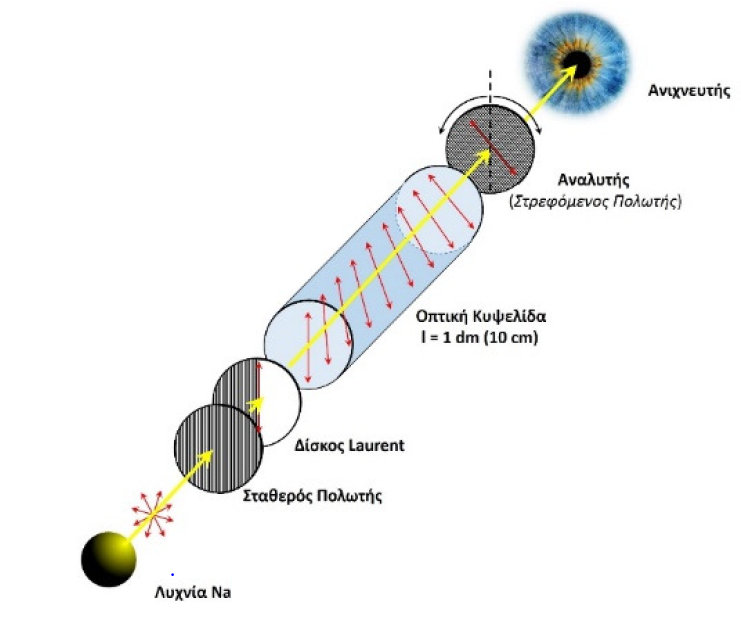 Ανιχνευτής
Αναλυτής
(Στρεφόμενος Πολωτής)
Οπτική Κυψελίδα
l = 1 dm (10 cm)
Δίσκος Laurent
Σταθερός Πολωτής
Λυχνία Na